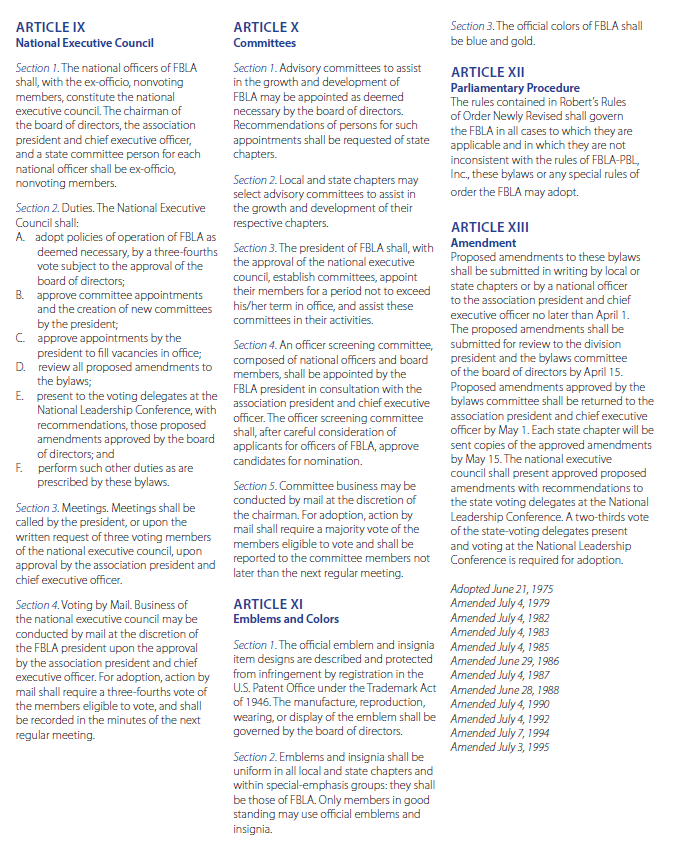 ARTICLE IX
National Executive Council
Section 1. The national officers of FBLA
shall, with the ex-officio, nonvoting
members, constitute the national
executive council. The chairman of
the board of directors, the association
president and chief executive officer,
and a state committee person for each
national officer shall be ex-officio,
nonvoting members.
Section 2. Duties. The National Executive
Council shall:
A. adopt policies of operation of FBLA as
deemed necessary, by a three-fourths
vote subject to the approval of the
board of directors;
B. approve committee appointments
and the creation of new committees
by the president;
C. approve appointments by the
president to fill vacancies in office;
D. review all proposed amendments to
the bylaws;
E. present to the voting delegates at the
National Leadership Conference, with
recommendations, those proposed
amendments approved by the board
of directors; and
F. perform such other duties as are
prescribed by these bylaws.
Section 3. Meetings. Meetings shall be
called by the president, or upon the
written request of three voting members
of the national executive council, upon
approval by the association president and
chief executive officer.
Section 4. Voting by Mail. Business of
the national executive council may be
conducted by mail at the discretion of
the FBLA president upon the approval
by the association president and chief
executive officer. For adoption, action by
mail shall require a three-fourths vote of
the members eligible to vote, and shall
be recorded in the minutes of the next
regular meeting.
ARTICLE X
Committees
Section 1. Advisory committees to assist
in the growth and development of
FBLA may be appointed as deemed
necessary by the board of directors.
Recommendations of persons for such
appointments shall be requested of state
chapters.
Section 2. Local and state chapters may
select advisory committees to assist in
the growth and development of their
respective chapters.
Section 3. The president of FBLA shall, with
the approval of the national executive
council, establish committees, appoint
their members for a period not to exceed
his/her term in office, and assist these
committees in their activities.
Section 4. An officer screening committee,
composed of national officers and board
members, shall be appointed by the
FBLA president in consultation with the
association president and chief executive
officer. The officer screening committee
shall, after careful consideration of
applicants for officers of FBLA, approve
candidates for nomination.
Section 5. Committee business may be
conducted by mail at the discretion of
the chairman. For adoption, action by
mail shall require a majority vote of the
members eligible to vote and shall be
reported to the committee members not
later than the next regular meeting.
ARTICLE XI
Emblems and Colors
Section 1. The official emblem and insignia
item designs are described and protected
from infringement by registration in the
U.S. Patent Office under the Trademark Act
of 1946. The manufacture, reproduction,
wearing, or display of the emblem shall be
governed by the board of directors.
Section 2. Emblems and insignia shall be
uniform in all local and state chapters and
within special-emphasis groups: they shall
be those of FBLA. Only members in good
standing may use official emblems and
insignia.
Section 3. The official colors of FBLA shall
be blue and gold.
ARTICLE XII
Parliamentary Procedure
The rules contained in Robert's Rules
of Order Newly Revised shall govern
the FBLA in all cases to which they are
applicable and in which they are not
inconsistent with the rules of FBLA-PBL,
Inc., these bylaws or any special rules of
order the FBLA may adopt.
ARTICLE XIII
Amendment
Proposed amendments to these bylaws
shall be submitted in writing by local or
state chapters or by a national officer
to the association president and chief
executive officer no later than April 1.
The proposed amendments shall be
submitted for review to the division
president and the bylaws committee
of the board of directors by April 15.
Proposed amendments approved by the
bylaws committee shall be returned to the
association president and chief executive
officer by May 1. Each state chapter will be
sent copies of the approved amendments
by May 15. The national executive
council shall present approved proposed
amendments with recommendations to
the state voting delegates at the National
Leadership Conference. A two-thirds vote
of the state-voting delegates present
and voting at the National Leadership
Conference is required for adoption.
Adopted June 21, 1975
Amended July 4, 1979
Amended July 4, 1982
Amended July 4, 1983
Amended July 4, 1985
Amended June 29, 1986
Amended July 4, 1987
Amended June 28, 1988
Amended July 4, 1990
Amended July 4, 1992
Amended July 7, 1994
Amended July 3, 1995